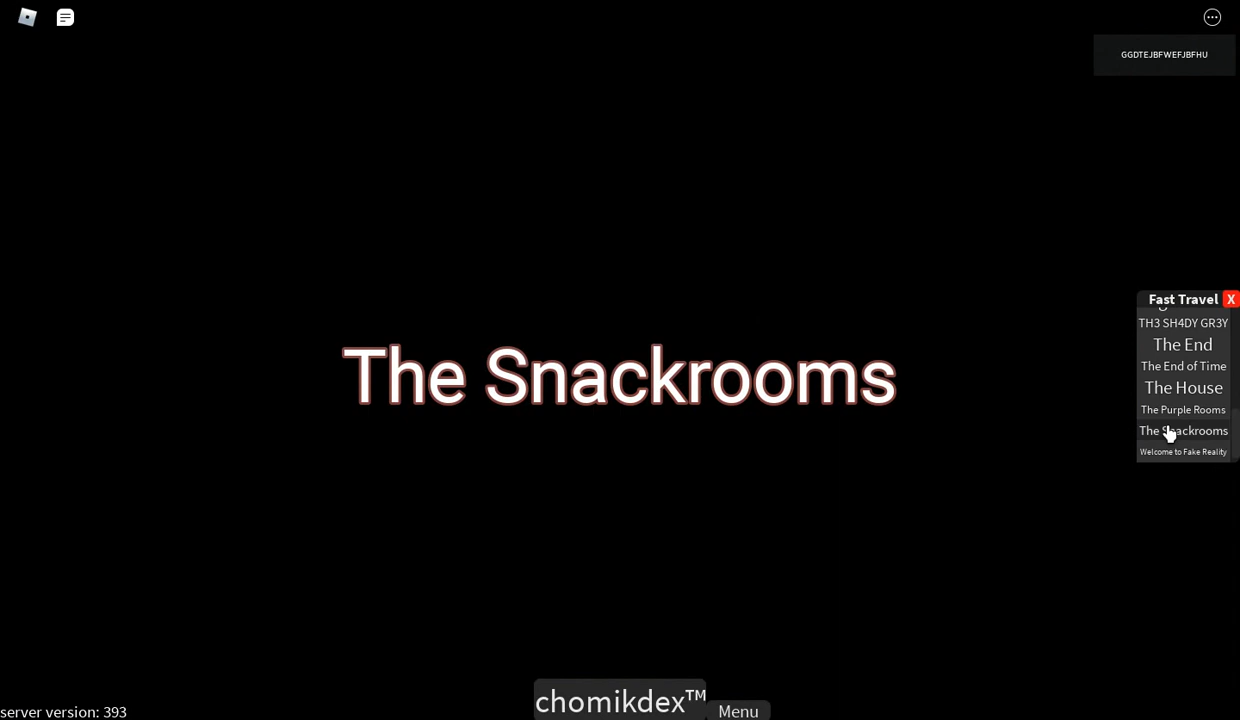 GGDTEJBFWEFJBFHU
Fast Travel X
TH3 SH4DY GR3Y
The End
The End of Time
The House
The Purple Rooms
The Snackrooms
Welcome to Fake Reality
The Snackrooms
chomikdex™
Menu
server version: 393